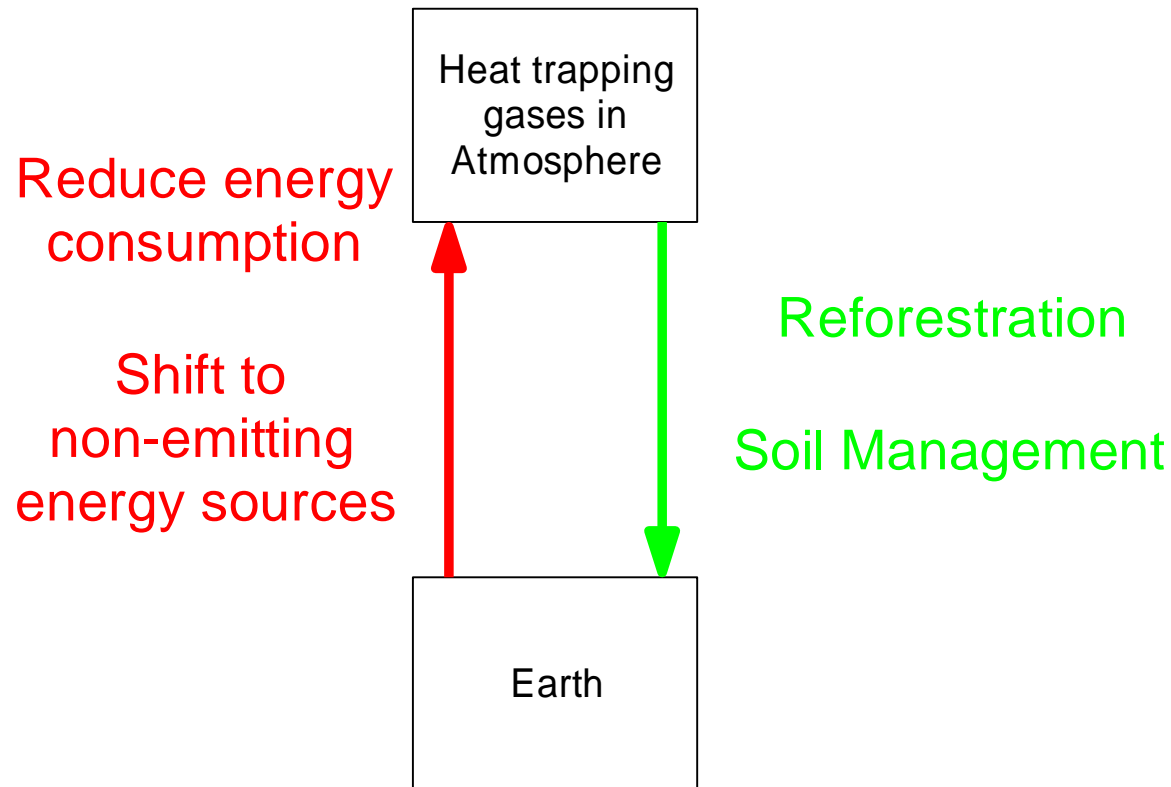 Heat trapping
gases in
Atmosphere
Reduce energy
consumption
Shift to
non-emitting
energy sources
Reforestration
Soil Management
Earth